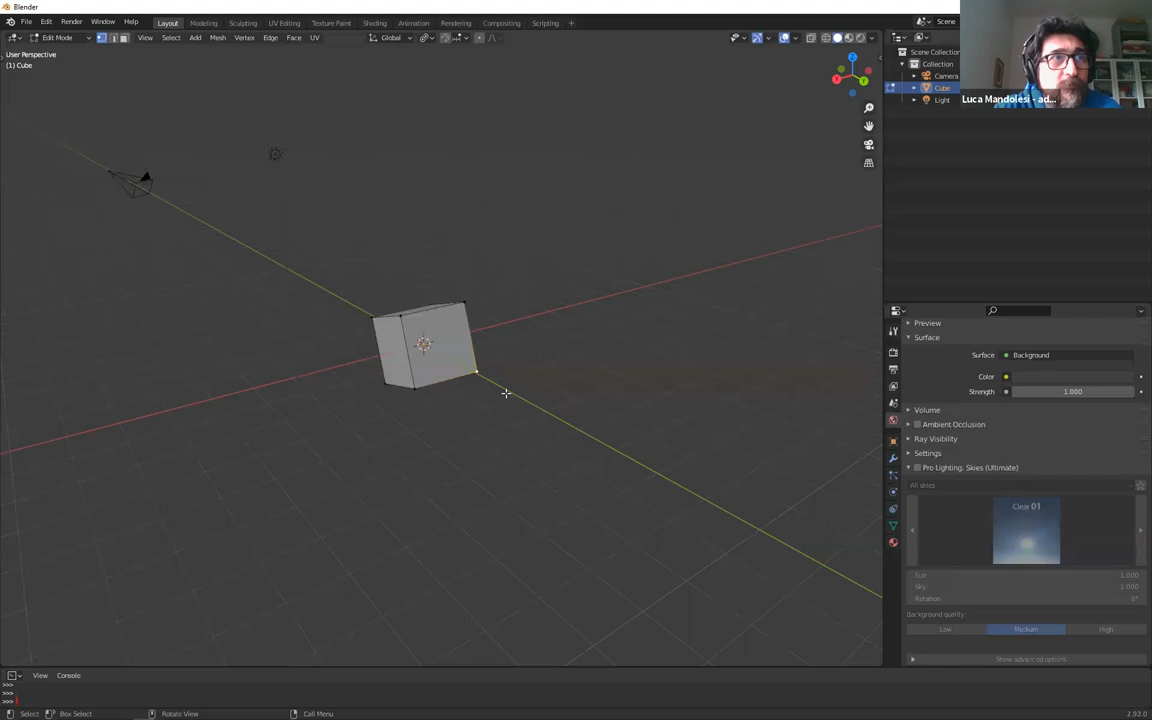 Blender
File Edit Render Window Help Layout Modeling Sculpting UV Editing Texture Paint Shading Animation Rendering Compositing Scripting + Scene
Edit Mode View Select Add Mesh Vertex Edge Face UV Global
User Perspective
(1) Cube
Scene Collection
Collection
Camera
Cube
Light
Luca Mandolesi - ad...
X
Y
Z
Preview
Surface
Surface Background
Color
Strength 1.000
Volume
Ambient Occlusion
Ray Visibility
Settings
Pro Lighting: Skies (Ultimate)
All skies
Clear 01
Sun 1.000
Sky 1.000
Rotation 0°
Background quality:
Low Medium High
Show advanced options
View Console
>>>
>>>
>>>
Select Box Select Rotate View Call Menu 2.92.0